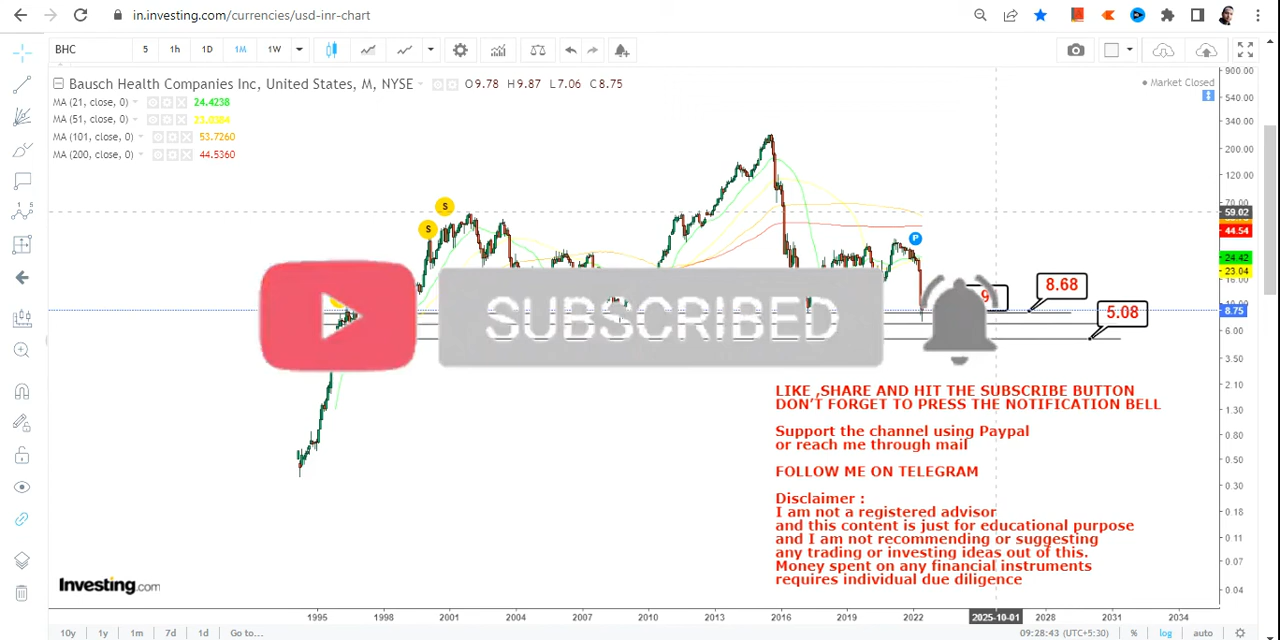 in.investing.com/currencies/usd-inr-chart
BHC 5 1h 1D 1M 1W
Bausch Health Companies Inc, United States, M, NYSE O9.78 H9.87 L7.06 C8.75
Market Closed
MA (21, close, 0) 24.4238
MA (51, close, 0) 23.0384
MA (101, close, 0) 53.7260
MA (200, close, 0) 44.5360
900.00
540.00
340.00
200.00
120.00
70.00
59.02
44.54
24.42
23.04
16.00
10.00
8.75
6.00
3.50
2.10
1.30
0.80
0.50
0.30
0.18
0.11
0.07
0.04
S
S
P
9
8.68
5.08
SUBSCRIBED
LIKE ,SHARE AND HIT THE SUBSCRIBE BUTTON
DON'T FORGET TO PRESS THE NOTIFICATION BELL
Support the channel using Paypal
or reach me through mail
FOLLOW ME ON TELEGRAM
Disclaimer :
I am not a registered advisor
and this content is just for educational purpose
and I am not recommending or suggesting
any trading or investing ideas out of this.
Money spent on any financial instruments
requires individual due diligence
Investing.com
1995 1998 2001 2004 2007 2010 2013 2016 2019 2022 2025-10-01 2028 2031 2034
10y 1y 1m 7d 1d Go to... 09:28:43 (UTC+5:30) % log auto